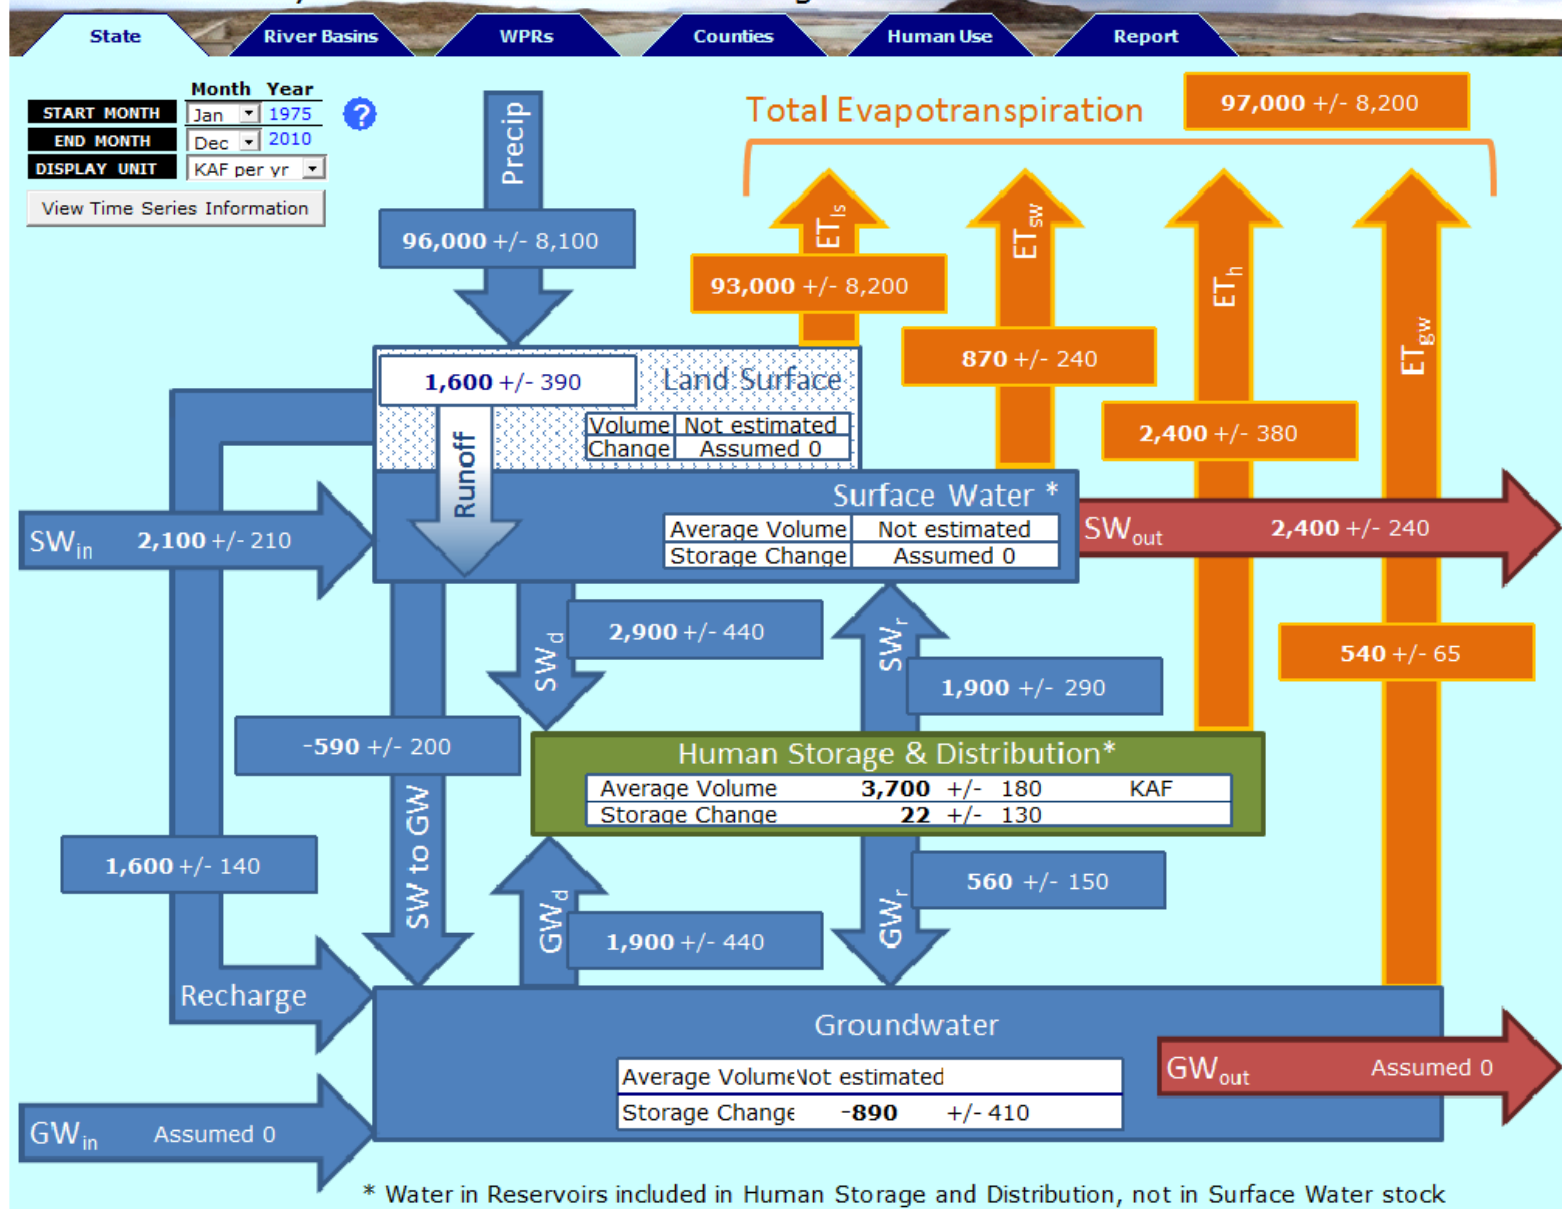 State River Basins WPRs Counties Human Use Report
Month Year
START MONTH Jan 1975
END MONTH Dec 2010
DISPLAY UNIT KAF per yr
?
View Time Series Information
Precip
96,000 +/- 8,100
Total Evapotranspiration
97,000 +/- 8,200
ETls
93,000 +/- 8,200
ETsw
870 +/- 240
ETh
2,400 +/- 380
ETgw
540 +/- 65
1,600 +/- 390
Land Surface
Volume Not estimated
Change Assumed 0
Runoff
Surface Water *
Average Volume Not estimated
Storage Change Assumed 0
SWin 2,100 +/- 210
SWout 2,400 +/- 240
SWd
2,900 +/- 440
SWr
1,900 +/- 290
-590 +/- 200
SW to GW
Human Storage & Distribution*
Average Volume 3,700 +/- 180 KAF
Storage Change 22 +/- 130
1,600 +/- 140
Recharge
GWd
1,900 +/- 440
GWr
560 +/- 150
Groundwater
Average Volume Not estimated
Storage Change -890 +/- 410
GWout Assumed 0
GWin Assumed 0
* Water in Reservoirs included in Human Storage and Distribution, not in Surface Water stock